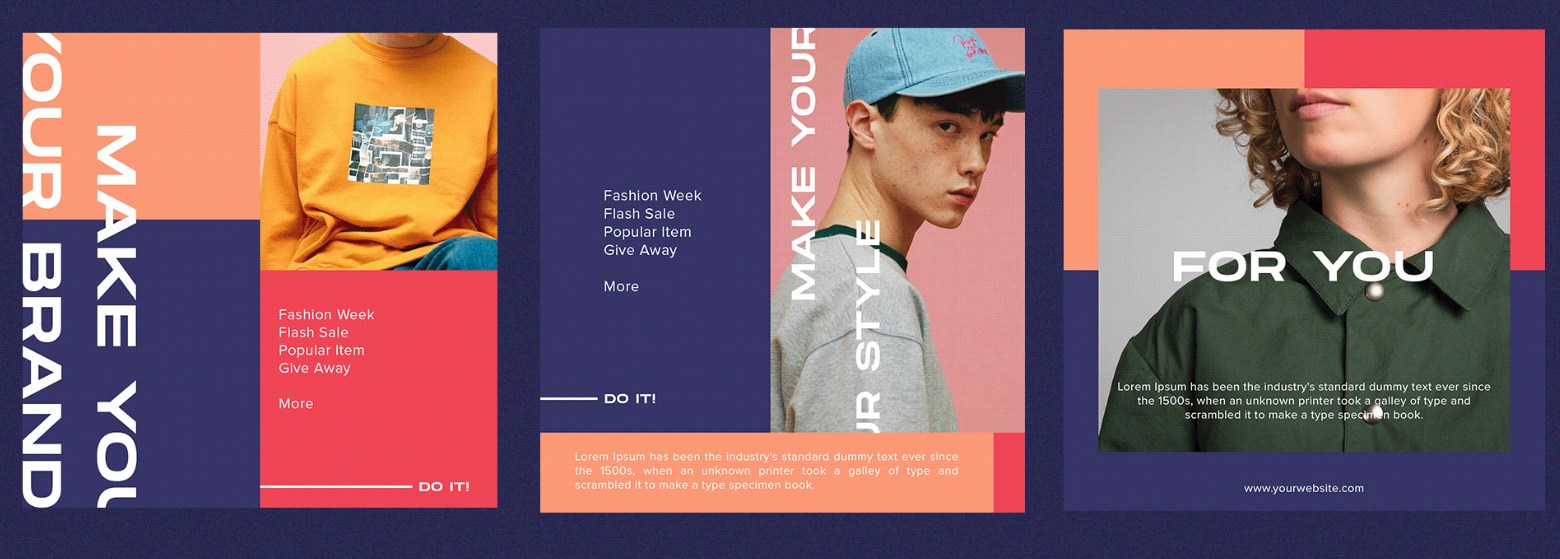 YOUR BRAND
MAKE YOU
Fashion Week
Flash Sale
Popular Item
Give Away
More
DO IT!
Fashion Week
Flash Sale
Popular Item
Give Away
More
DO IT!
MAKE YOUR
UR STYLE
Lorem Ipsum has been the industry's standard dummy text ever since
the 1500s, when an unknown printer took a galley of type and
scrambled it to make a type specimen book.
FOR YOU
Lorem Ipsum has been the industry's standard dummy text ever since
the 1500s, when an unknown printer took a galley of type and
scrambled it to make a type specimen book.
www.yourwebsite.com